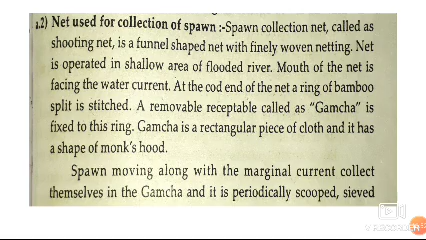 a.2) Net used for collection of spawn :-Spawn collection net, called as
shooting net, is a funnel shaped net with finely woven netting. Net
is operated in shallow area of flooded river. Mouth of the net is
facing the water current. At the cod end of the net a ring of bamboo
split is stitched. A removable receptable called as "Gamcha" is
fixed to this ring. Gamcha is a rectangular piece of cloth and it has
a shape of monk's hood.
Spawn moving along with the marginal current collect
themselves in the Gamcha and it is periodically scooped, sieved
RECORDER